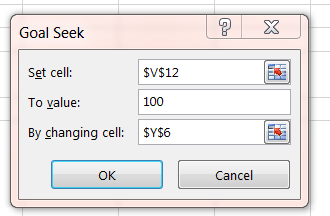 Goal Seek
Set cell: $V$12
To value: 100
By changing cell: $Y$6
OK Cancel